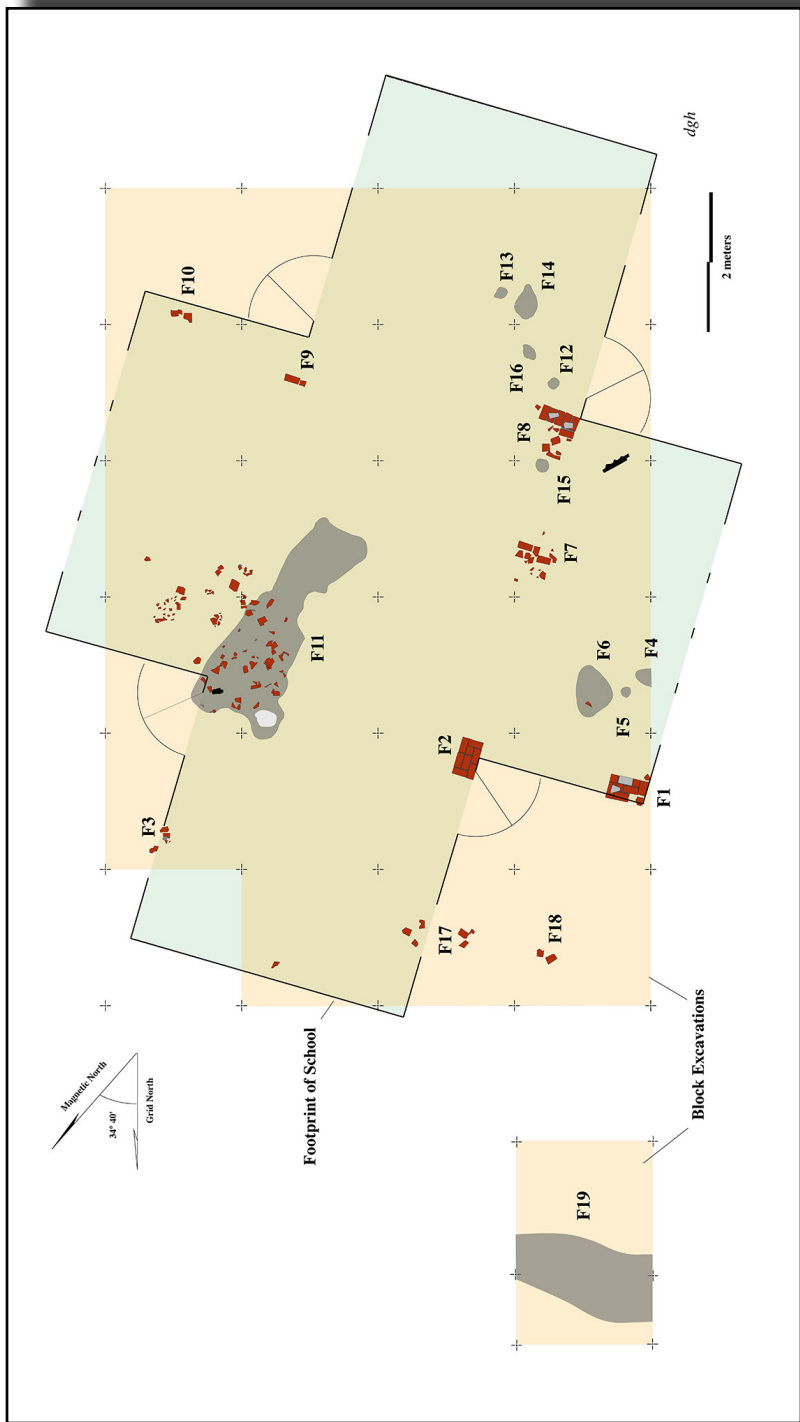 dgh
2 meters
F10
F9
F13
F14
F16
F12
F8
F15
F7
F11
F6
F4
F5
F2
F1
F3
F17
F18
Footprint of School
Magnetic North
34° 40'
Grid North
Block Excavations
F19